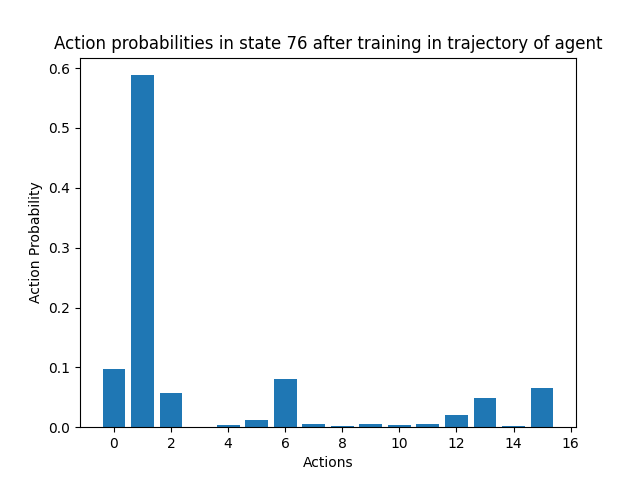 Action probabilities in state 76 after training in trajectory of agent
0.6
0.5
0.4
0.3
0.2
0.1
0.0
Action Probability
0 2 4 6 8 10 12 14 16
Actions